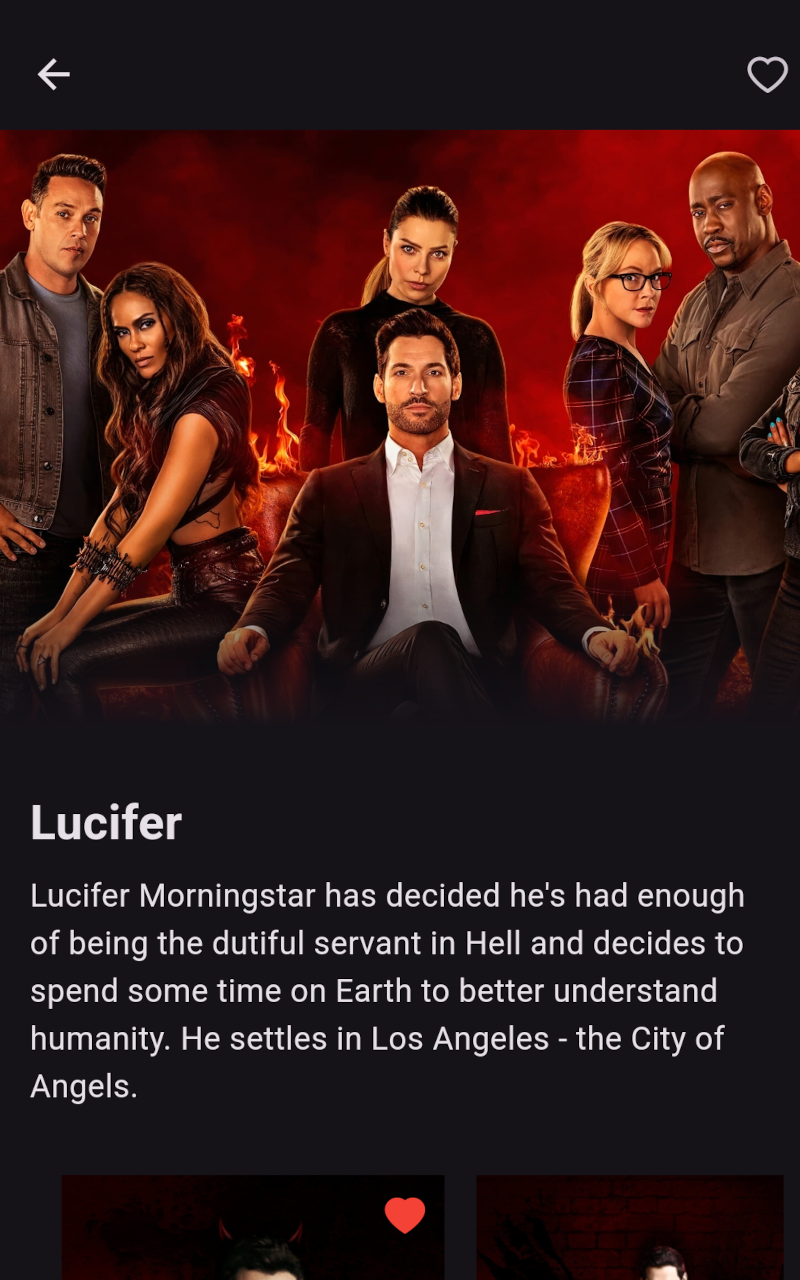 Lucifer
Lucifer Morningstar has decided he's had enough
of being the dutiful servant in Hell and decides to
spend some time on Earth to better understand
humanity. He settles in Los Angeles - the City of
Angels.